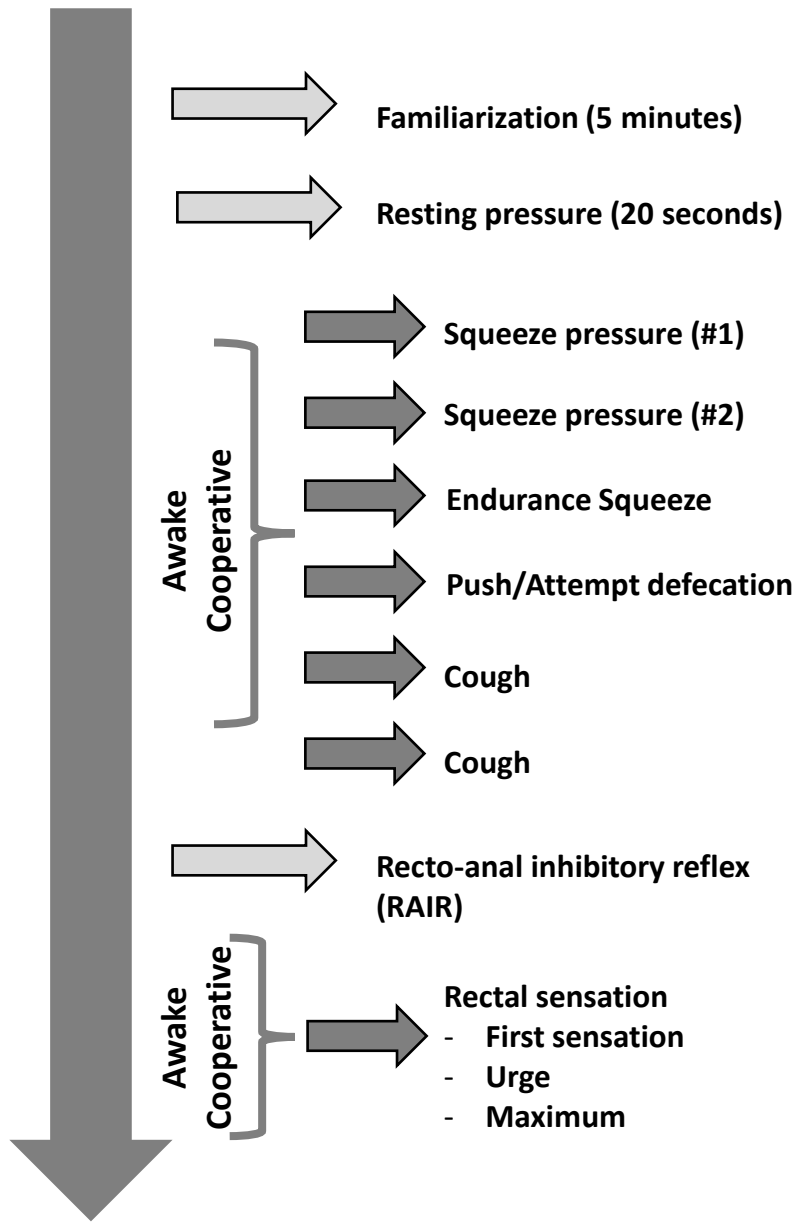 Familiarization (5 minutes)
Resting pressure (20 seconds)
Awake
Cooperative
Squeeze pressure (#1)
Squeeze pressure (#2)
Endurance Squeeze
Push/Attempt defecation
Cough
Cough
Recto-anal inhibitory reflex
(RAIR)
Awake
Cooperative
Rectal sensation
- First sensation
- Urge
- Maximum